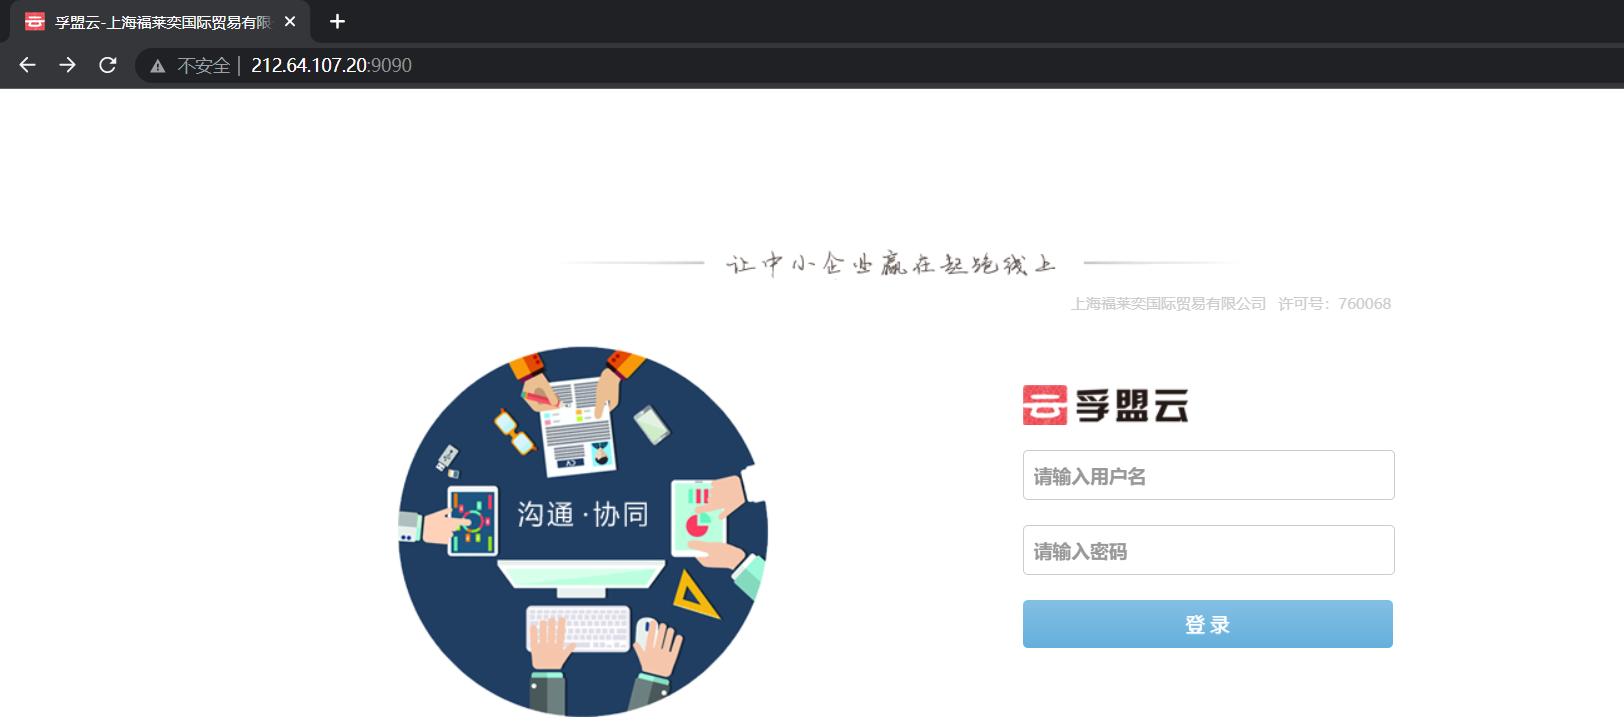 孚盟云-上海福莱奕国际贸易有限
不安全 | 212.64.107.20:9090
让中小企业赢在起跑线上
上海福莱奕国际贸易有限公司 许可号：760068
孚盟云
请输入用户名
沟通·协同
请输入密码
登录